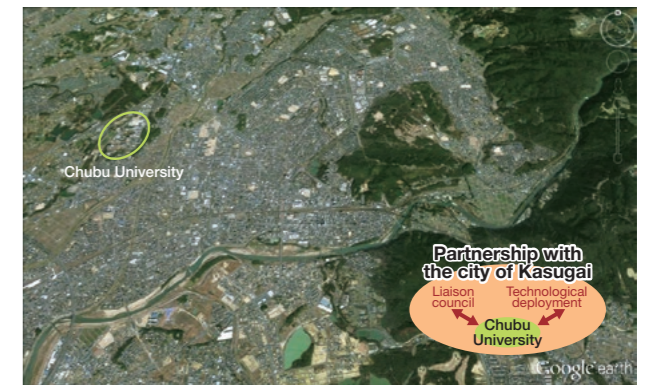 Chubu University
Partnership with
the city of Kasugai
Liaison
council
Technological
deployment
Chubu
University
Google earth